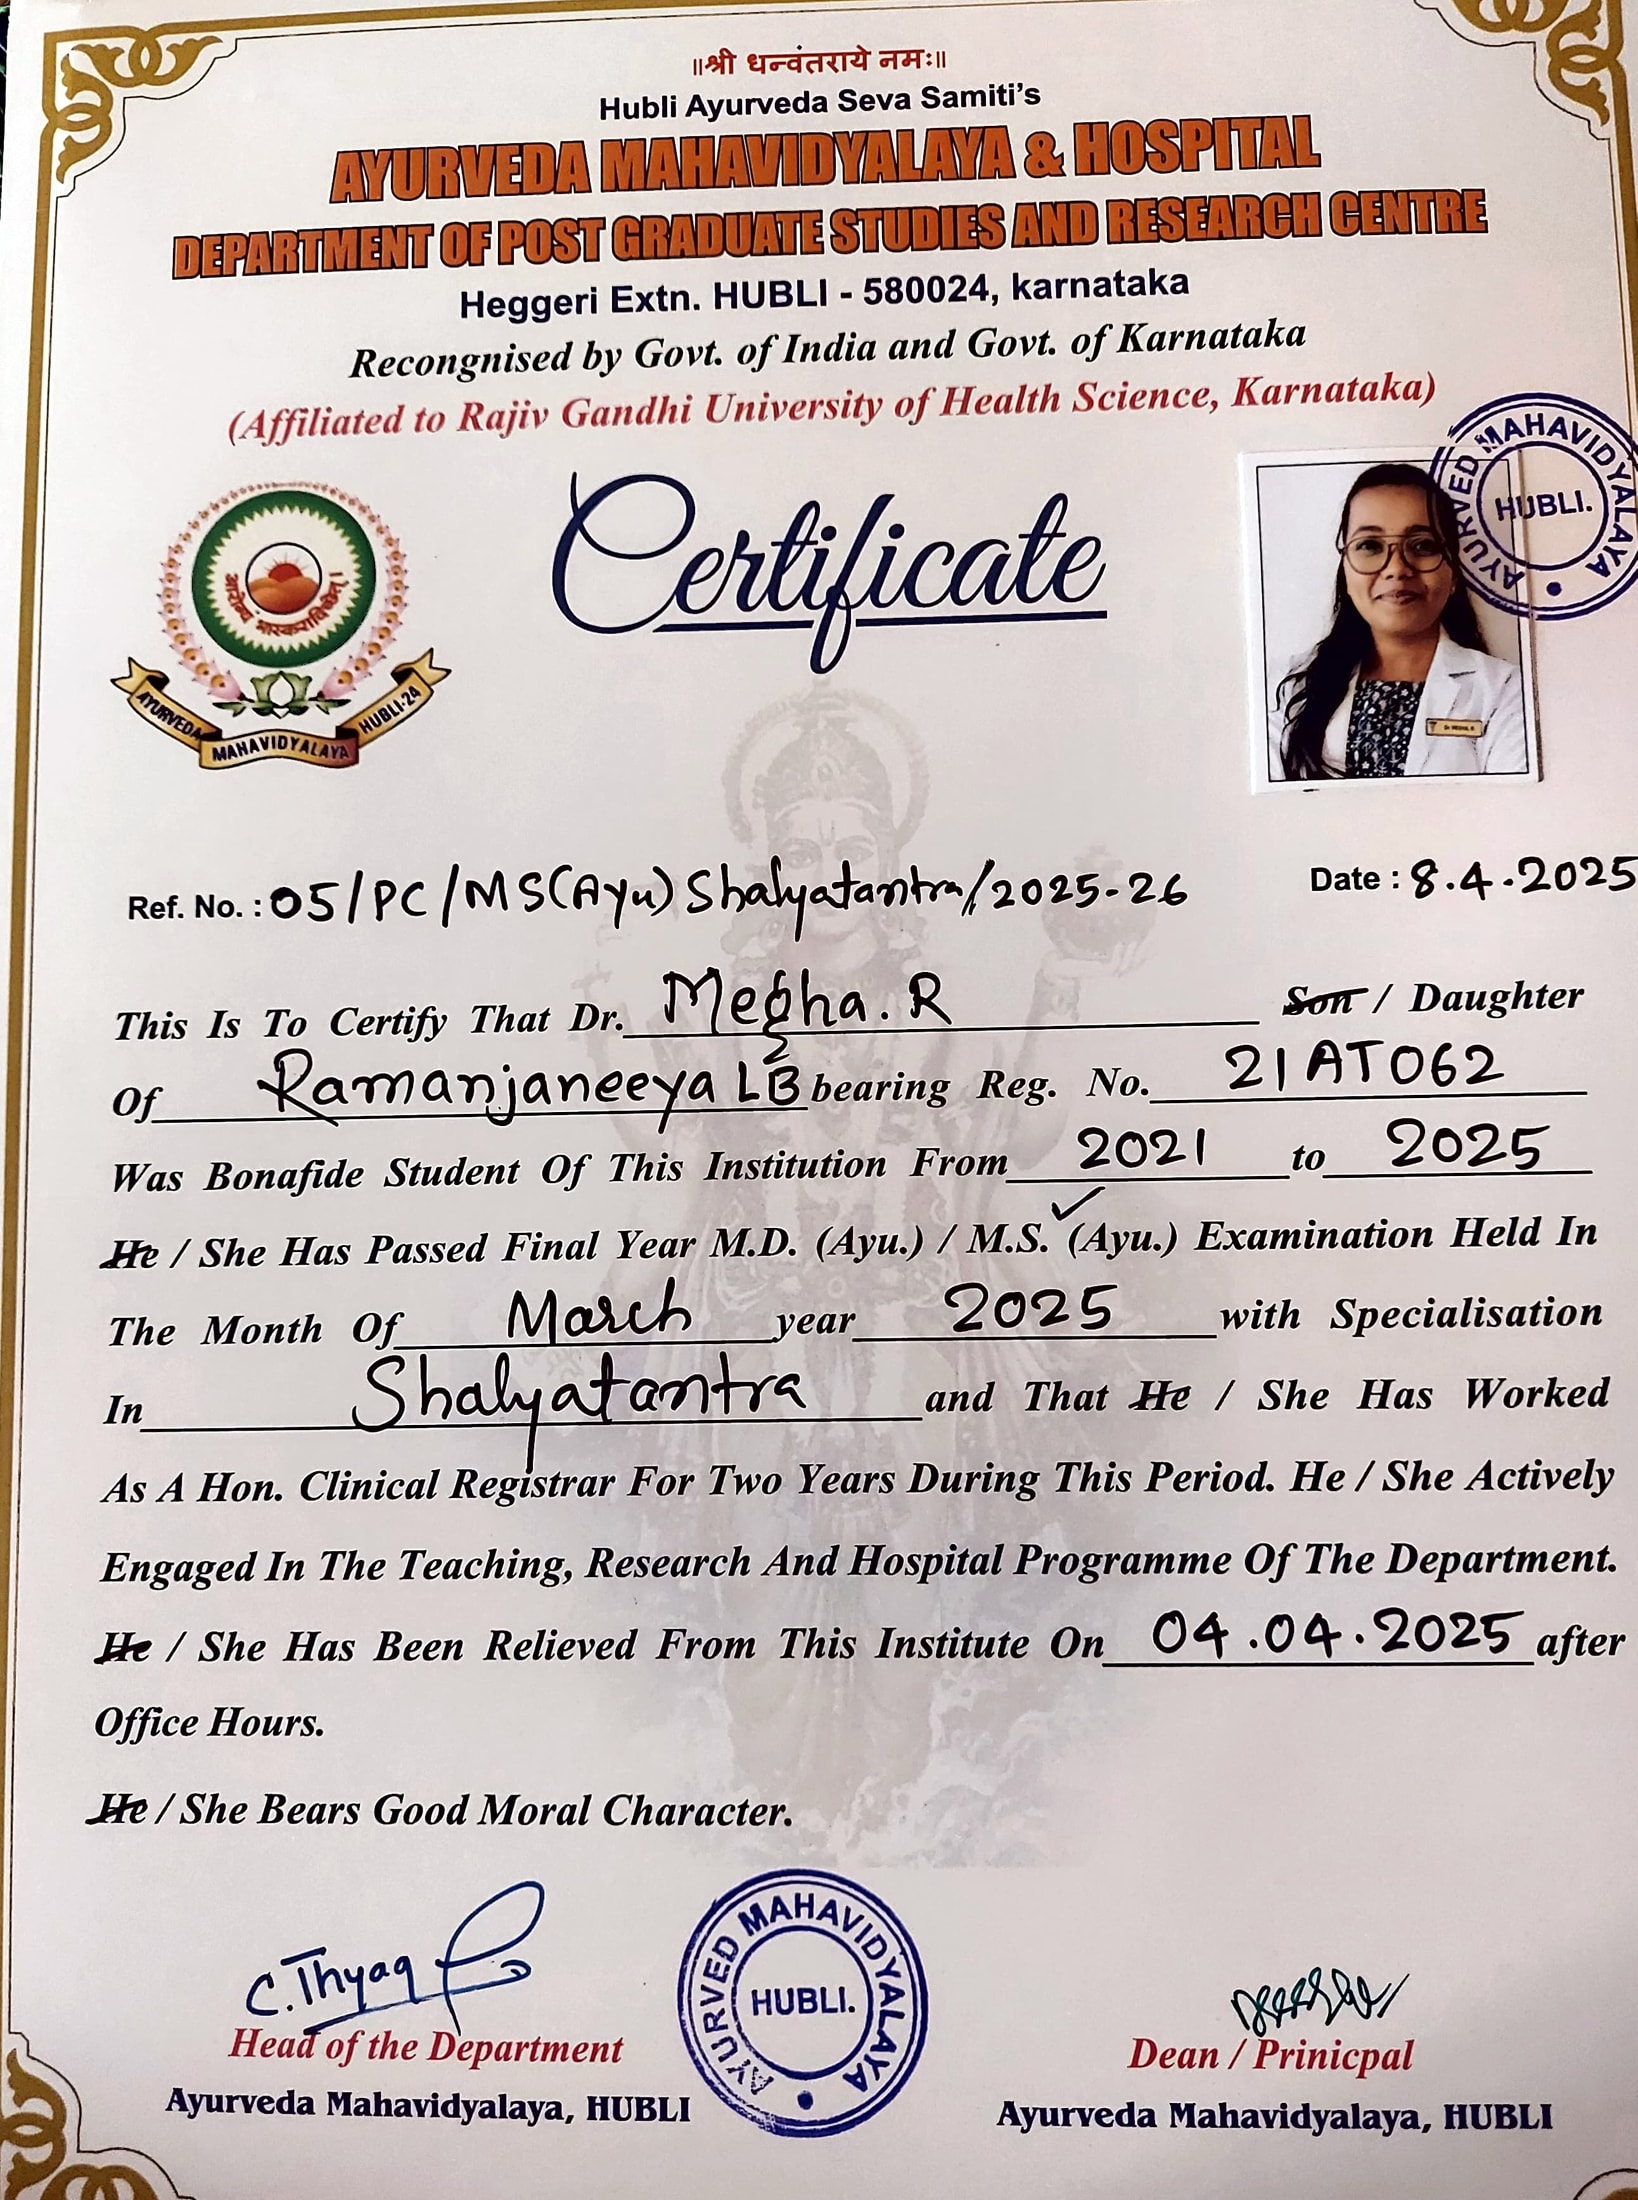 ॥श्री धन्वंतराये नमः॥
Hubli Ayurveda Seva Samiti's
AYURVEDA MAHAVIDYALAYA & HOSPITAL
DEPARTMENT OF POST GRADUATE STUDIES AND RESEARCH CENTRE
Heggeri Extn. HUBLI - 580024, karnataka
Recongnised by Govt. of India and Govt. of Karnataka
(Affiliated to Rajiv Gandhi University of Health Science, Karnataka)
AYURVED MAHAVIDYALAYA
HUBLI.
Certificate
आरोग्यं भास्करादिच्छेत्।
AYURVEDA MAHAVIDYALAYA HUBLI-24
Ref. No. : 05/PC/MS(Ayu) Shalyatantra/2025-26 Date : 8.4.2025
This Is To Certify That Dr. Megha. R Son / Daughter
Of Ramanjaneeya L B bearing Reg. No. 21AT062
Was Bonafide Student Of This Institution From 2021 to 2025
He / She Has Passed Final Year M.D. (Ayu.) / M.S. (Ayu.) Examination Held In
The Month Of March year 2025 with Specialisation
In Shalyatantra and That He / She Has Worked
As A Hon. Clinical Registrar For Two Years During This Period. He / She Actively
Engaged In The Teaching, Research And Hospital Programme Of The Department.
He / She Has Been Relieved From This Institute On 04.04.2025 after
Office Hours.
He / She Bears Good Moral Character.
C. Thyag
Head of the Department
Ayurveda Mahavidyalaya, HUBLI
AYURVED MAHAVIDYALAYA
HUBLI.
Dean / Prinicpal
Ayurveda Mahavidyalaya, HUBLI